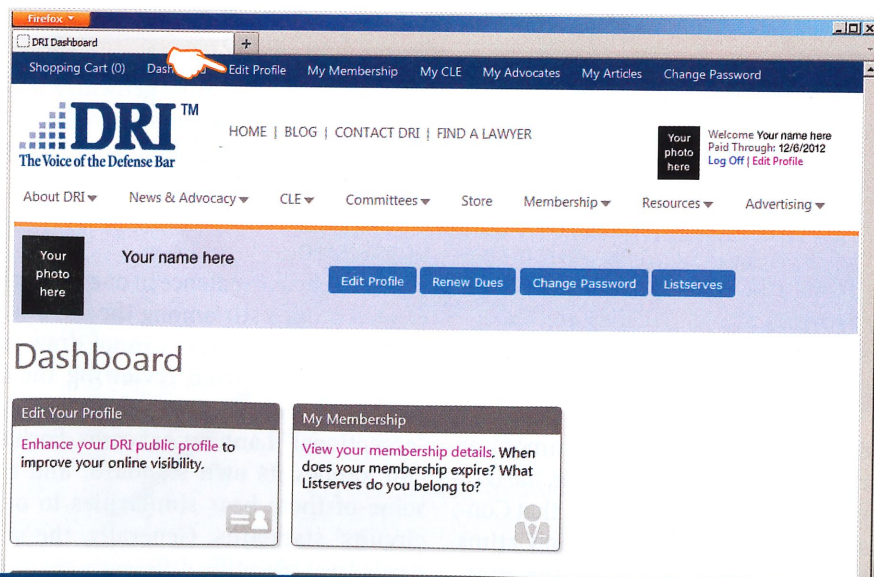 Firefox
DRI Dashboard +
Shopping Cart (0) Dashboard Edit Profile My Membership My CLE My Advocates My Articles Change Password
DRI TM
The Voice of the Defense Bar
HOME | BLOG | CONTACT DRI | FIND A LAWYER
Your photo here
Welcome Your name here
Paid Through: 12/6/2012
Log Off | Edit Profile
About DRI News & Advocacy CLE Committees Store Membership Resources Advertising
Your
photo
here
Your name here
Edit Profile Renew Dues Change Password Listserves
Dashboard
Edit Your Profile
Enhance your DRI public profile to
improve your online visibility.
My Membership
View your membership details. When
does your membership expire? What
Listserves do you belong to?